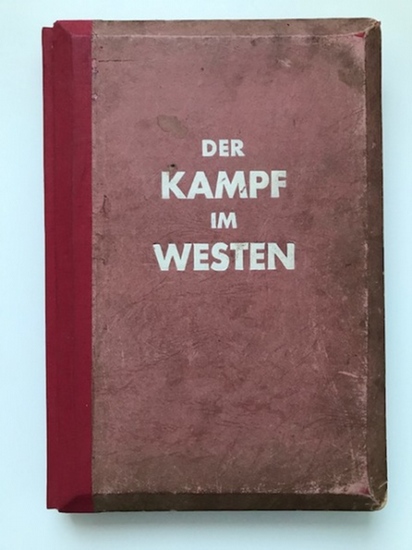 DER
KAMPF
IM
WESTEN